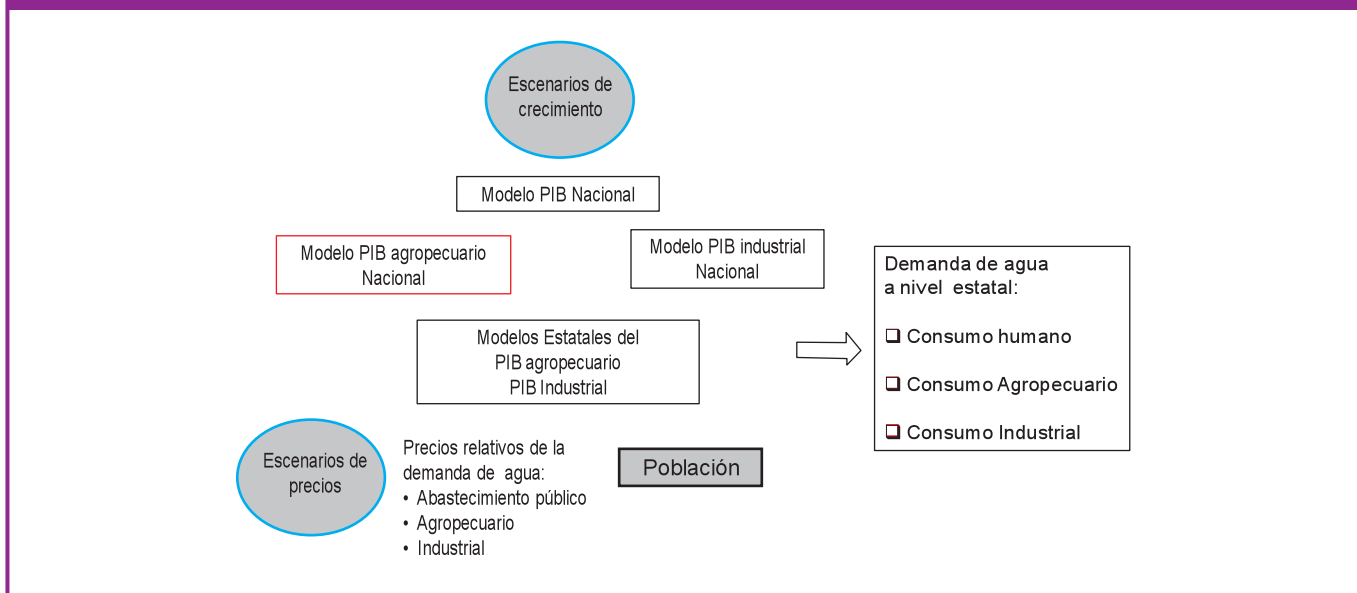 Escenarios de
crecimiento
Modelo PIB Nacional
Modelo PIB agropecuario
Nacional
Modelo PIB industrial
Nacional
Modelos Estatales del
PIB agropecuario
PIB Industrial
Demanda de agua
a nivel estatal:
❑ Consumo humano
❑ Consumo Agropecuario
❑ Consumo Industrial
Escenarios de
precios
Precios relativos de la
demanda de agua:
• Abastecimiento público
• Agropecuario
• Industrial
Población